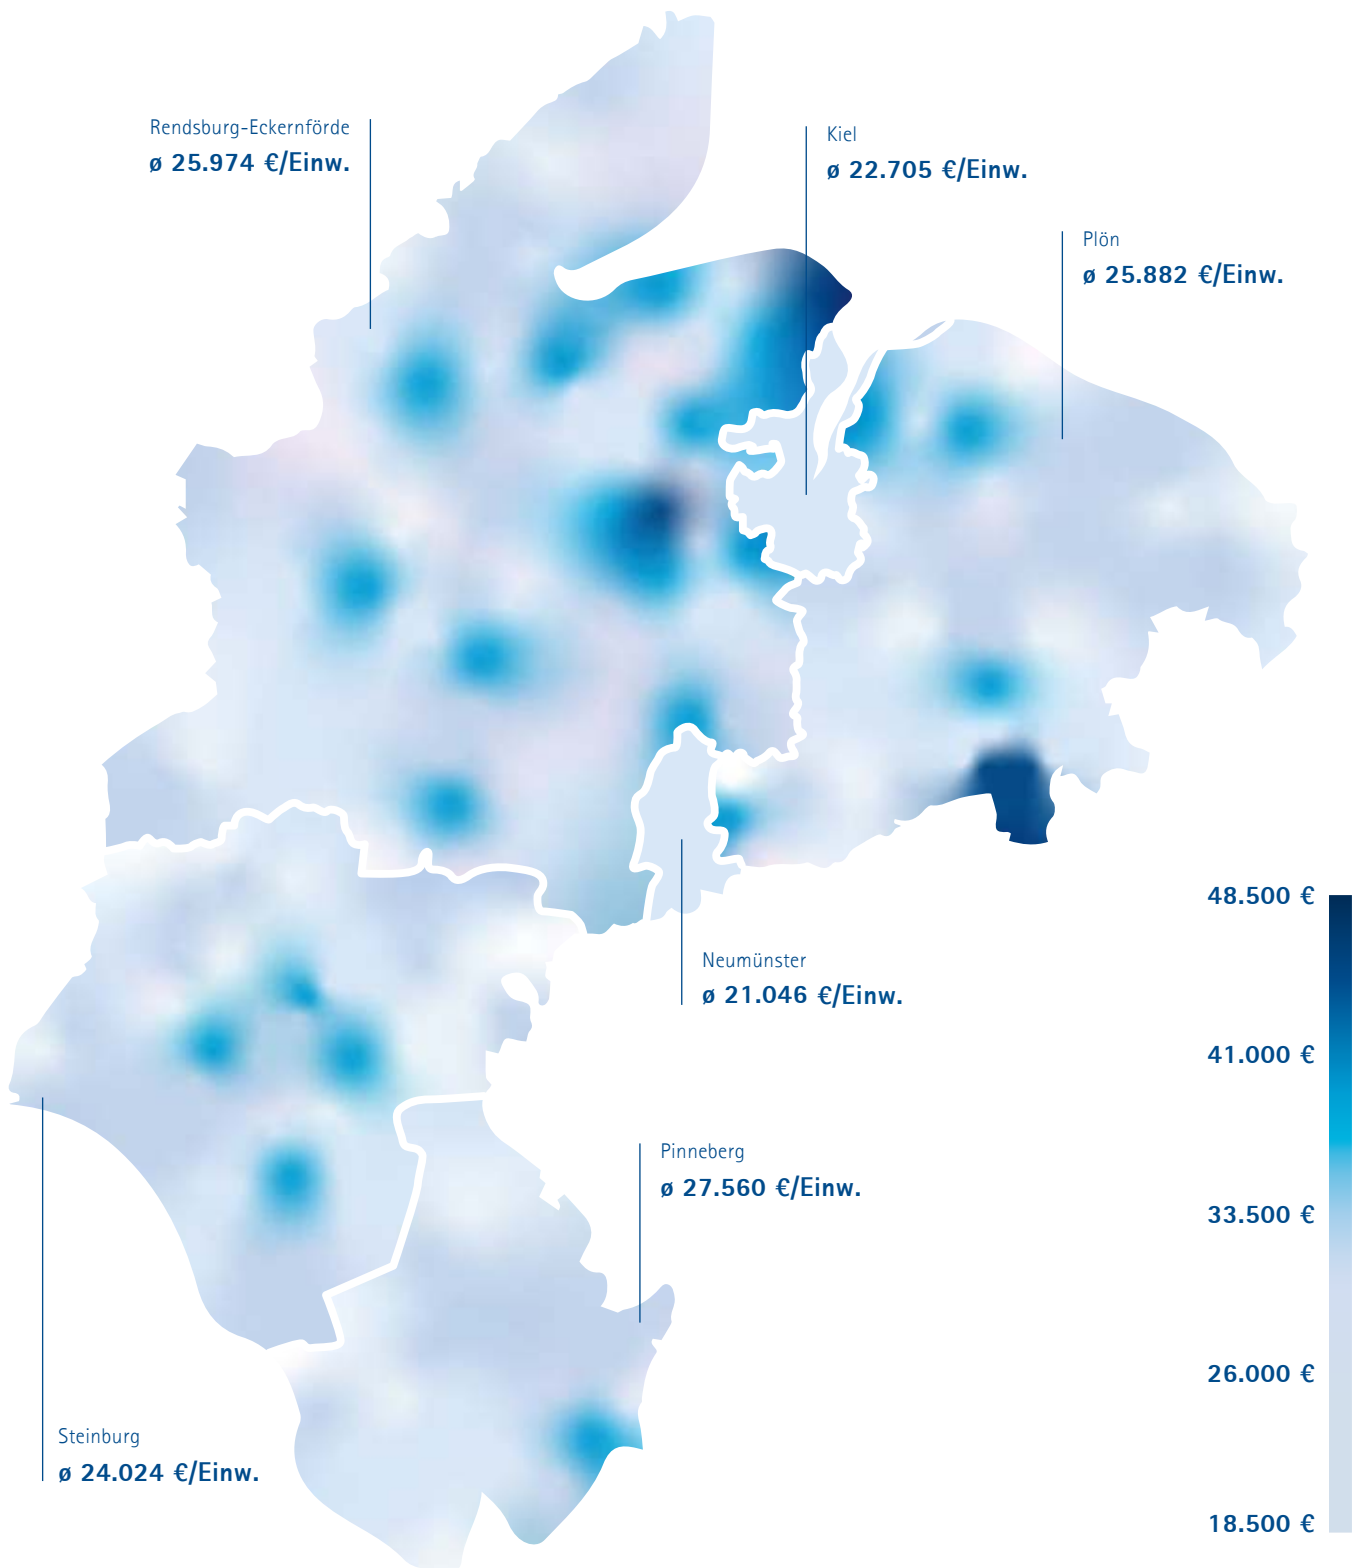 Rendsburg-Eckernförde
ø 25.974 €/Einw.
Kiel
ø 22.705 €/Einw.
Plön
ø 25.882 €/Einw.
Neumünster
ø 21.046 €/Einw.
Pinneberg
ø 27.560 €/Einw.
Steinburg
ø 24.024 €/Einw.
48.500 €
41.000 €
33.500 €
26.000 €
18.500 €